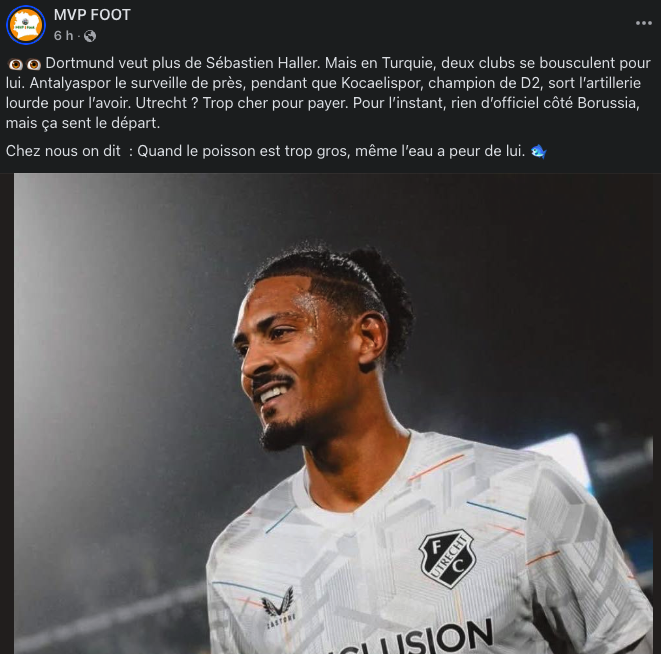 MVP FOOT
6 h ·
👁️👁️ Dortmund veut plus de Sébastien Haller. Mais en Turquie, deux clubs se bousculent pour
lui. Antalyaspor le surveille de près, pendant que Kocaelispor, champion de D2, sort l’artillerie
lourde pour l’avoir. Utrecht ? Trop cher pour payer. Pour l’instant, rien d’officiel côté Borussia,
mais ça sent le départ.
Chez nous on dit : Quand le poisson est trop gros, même l’eau a peur de lui. 🐟
FC
UTRECHT
CASTORE
CLUSION